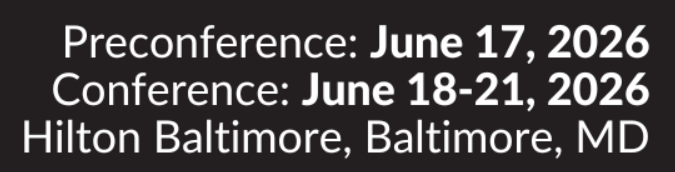 Preconference: June 17, 2026
Conference: June 18-21, 2026
Hilton Baltimore, Baltimore, MD